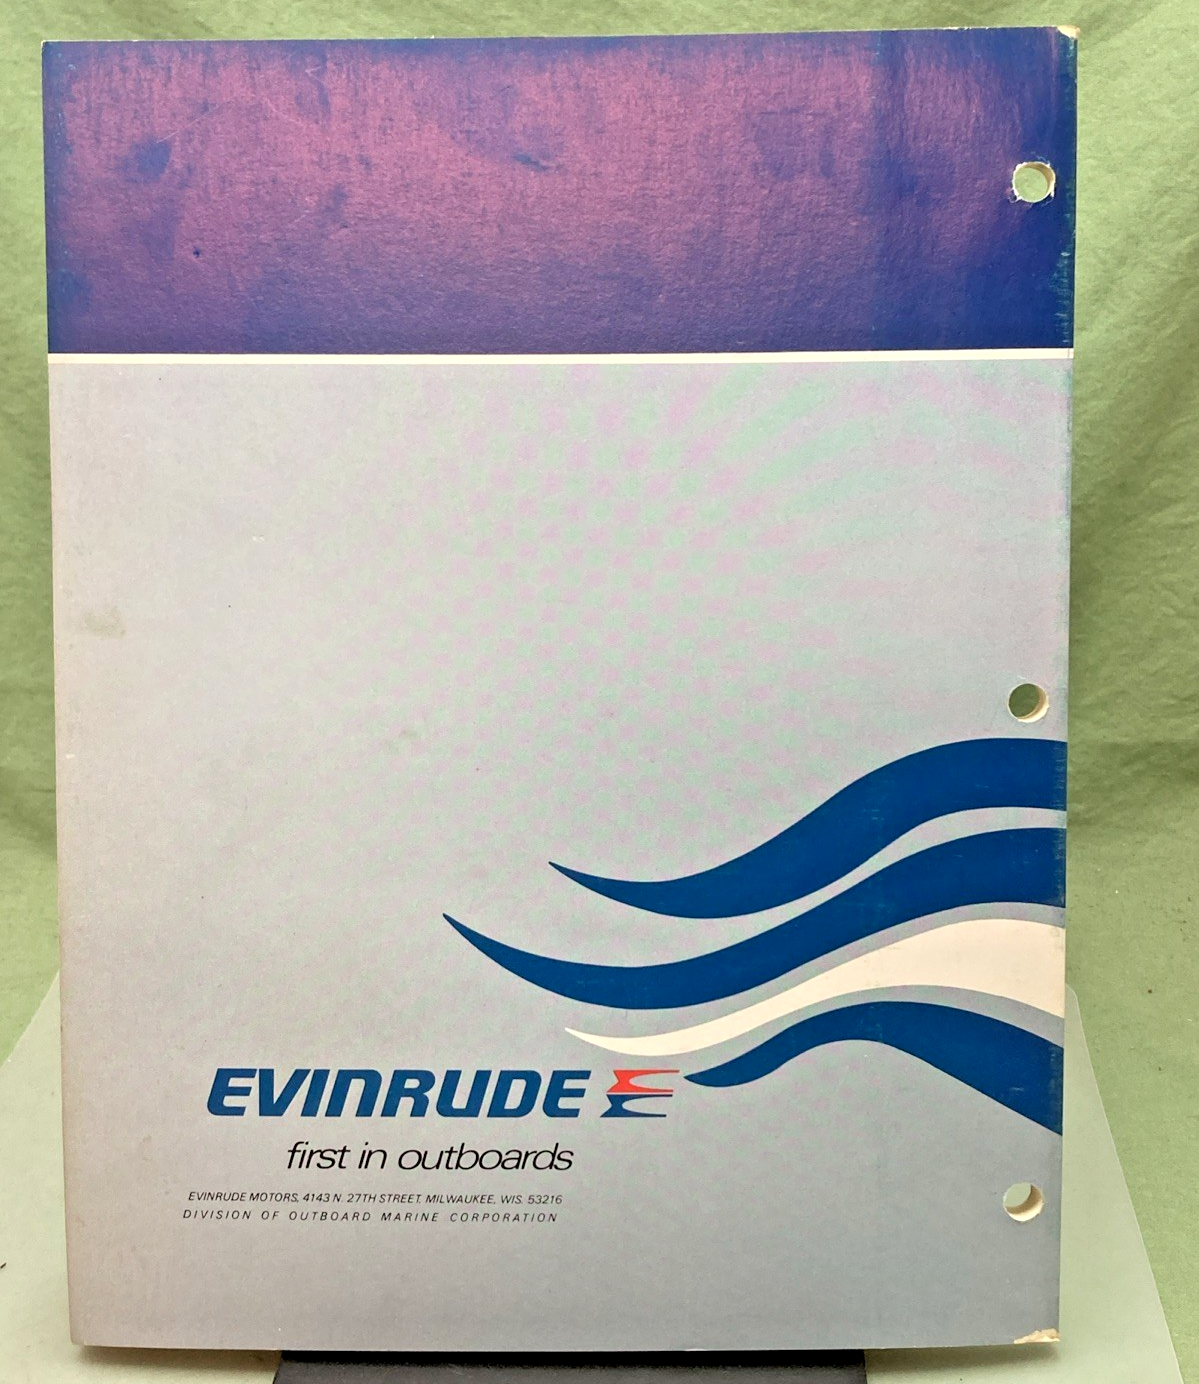 EVINRUDE
first in outboards
EVINRUDE MOTORS, 4143 N. 27TH STREET, MILWAUKEE, WIS. 53216
DIVISION OF OUTBOARD MARINE CORPORATION